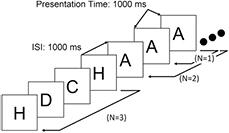 Presentation Time: 1000 ms
ISI: 1000 ms
H D C H A A A
(N=1)
(N=2)
(N=3)